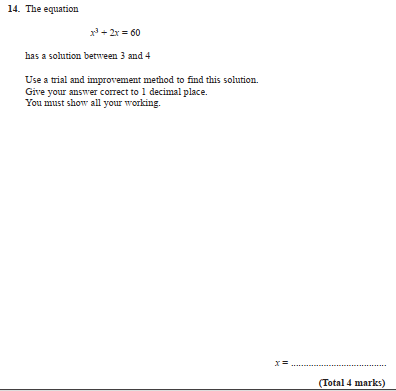 14. The equation
x³ + 2x = 60
has a solution between 3 and 4
Use a trial and improvement method to find this solution.
Give your answer correct to 1 decimal place.
You must show all your working.
x = ........................................
(Total 4 marks)